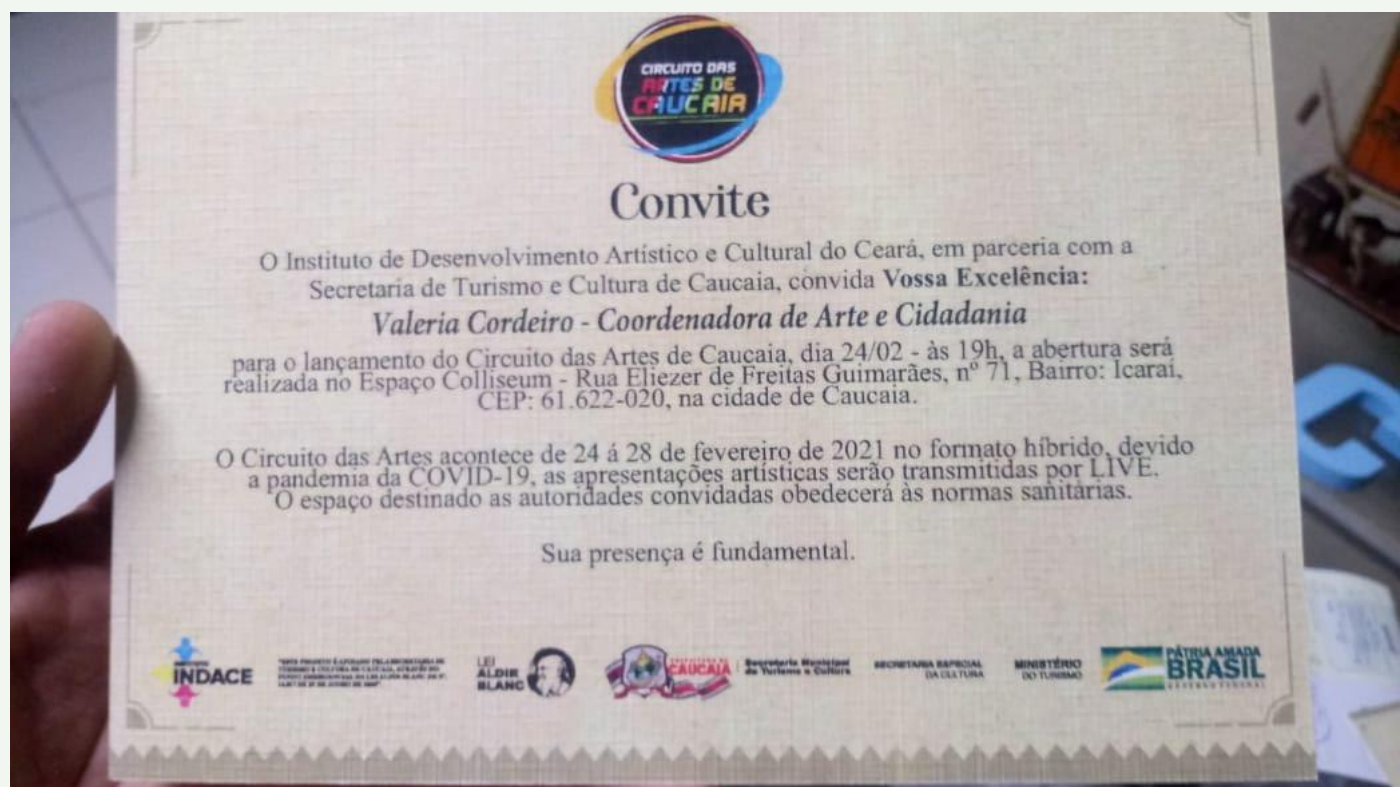 CIRCUITO DAS
ARTES DE
CAUCAIA
Convite
O Instituto de Desenvolvimento Artístico e Cultural do Ceará, em parceria com a
Secretaria de Turismo e Cultura de Caucaia, convida Vossa Excelência:
Valeria Cordeiro - Coordenadora de Arte e Cidadania
para o lançamento do Circuito das Artes de Caucaia, dia 24/02 - às 19h, a abertura será
realizada no Espaço Colliseum - Rua Eliezer de Freitas Guimarães, nº 71, Bairro: Icaraí,
CEP: 61.622-020, na cidade de Caucaia.
O Circuito das Artes acontece de 24 á 28 de fevereiro de 2021 no formato híbrido, devido
a pandemia da COVID-19, as apresentações artísticas serão transmitidas por LIVE.
O espaço destinado as autoridades convidadas obedecerá às normas sanitárias.
Sua presença é fundamental.
INDACE
LEI
ALDIR
BLANC
CAUCAIA
Secretaria Municipal
de Turismo e Cultura
SECRETARIA ESPECIAL
DA CULTURA
MINISTÉRIO
DO TURISMO
PÁTRIA AMADA
BRASIL
GOVERNO FEDERAL